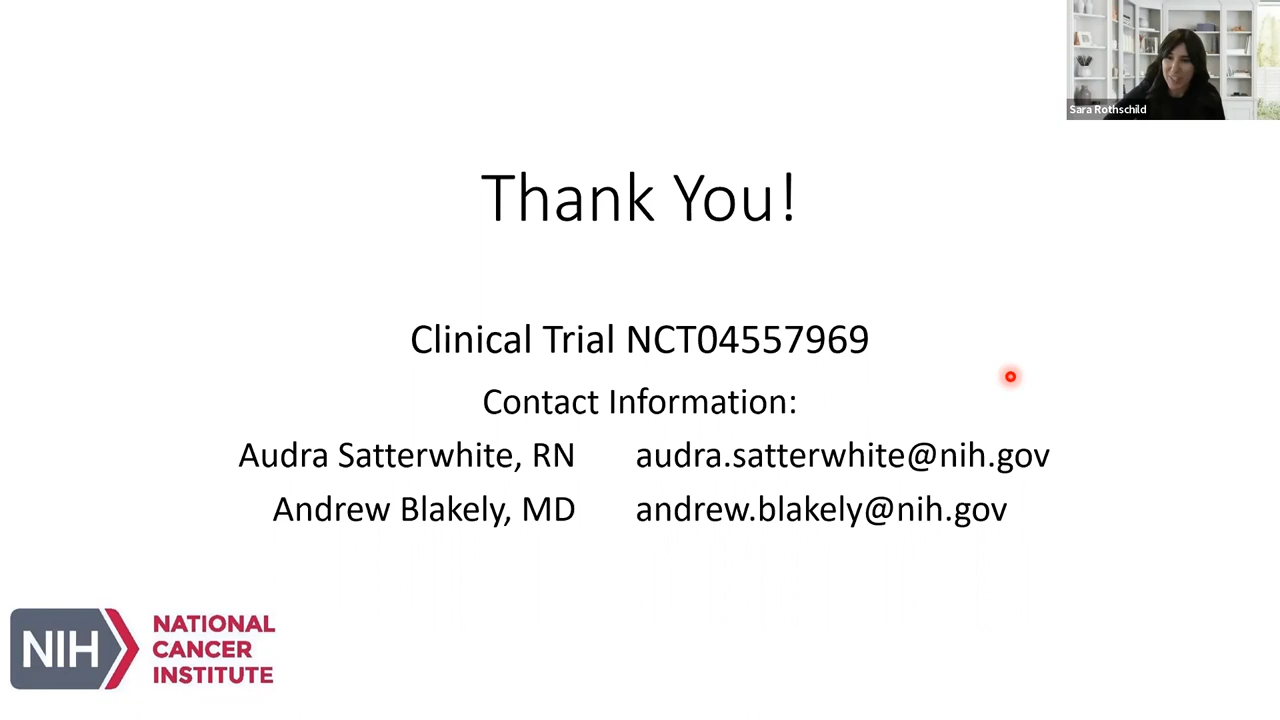 Sara Rothschild
Thank You!
Clinical Trial NCT04557969
Contact Information:
Audra Satterwhite, RN audra.satterwhite@nih.gov
Andrew Blakely, MD andrew.blakely@nih.gov
NIH
NATIONAL
CANCER
INSTITUTE